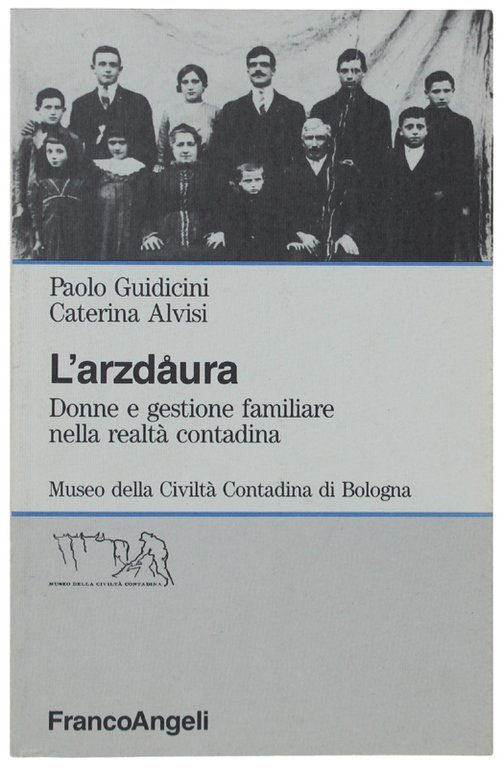 Paolo Guidicini
Caterina Alvisi
L'arzdåura
Donne e gestione familiare
nella realtà contadina
Museo della Civiltà Contadina di Bologna
MUSEO DELLA CIVILTÀ CONTADINA
FrancoAngeli